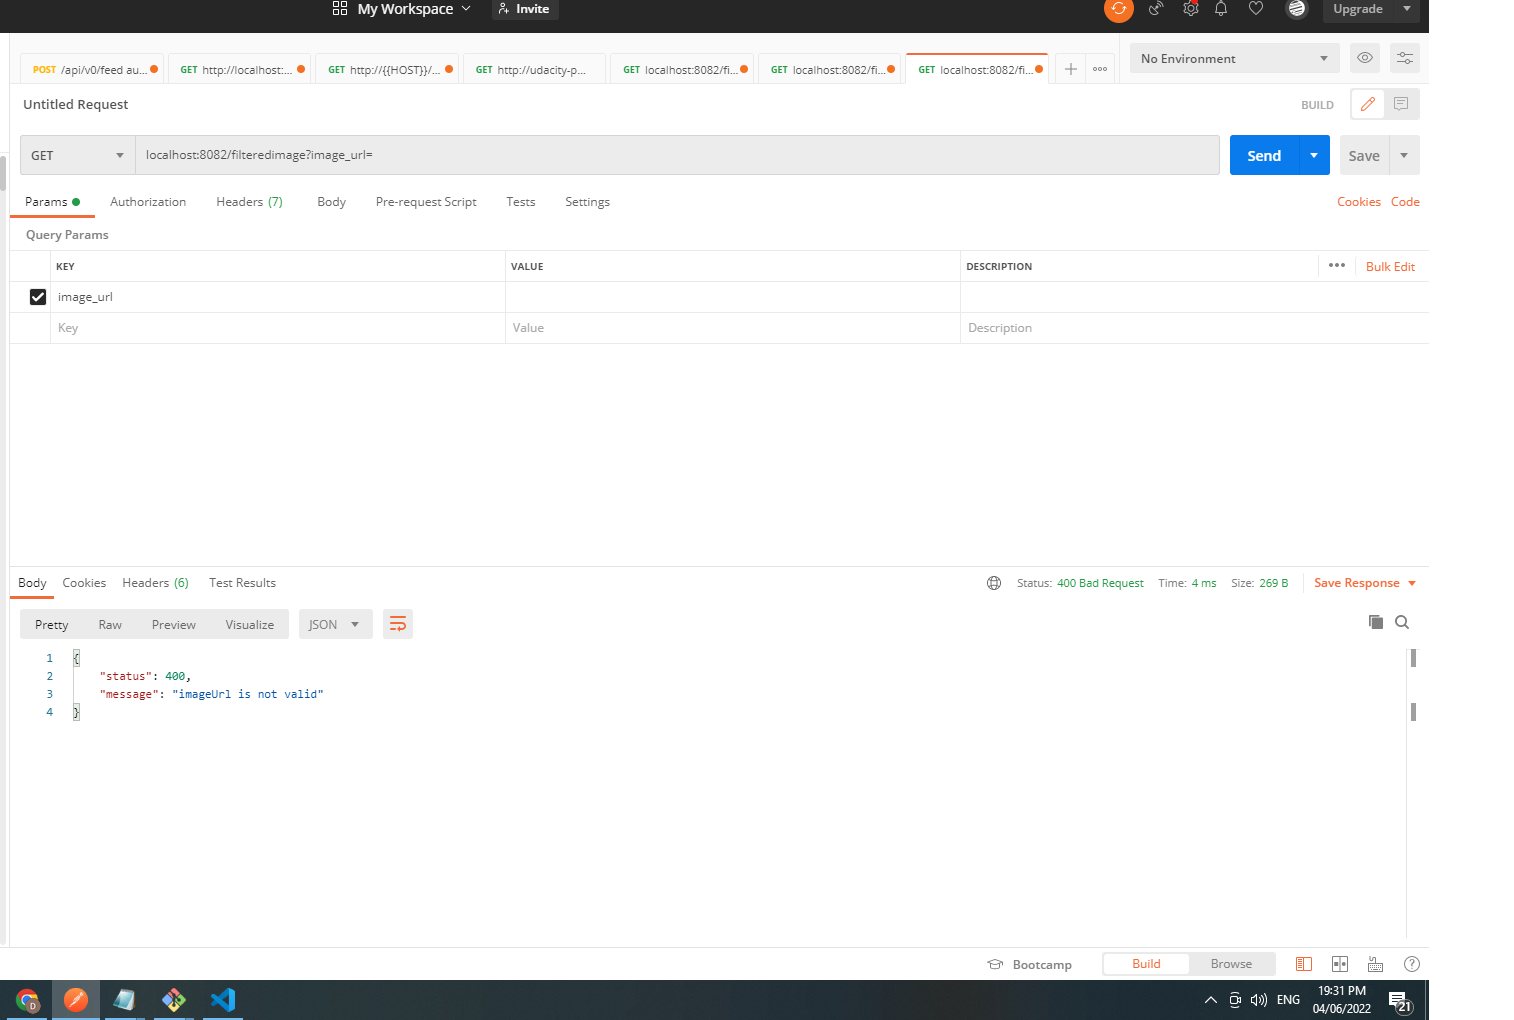 My Workspace
Invite
Upgrade
POST /api/v0/feed au...
GET http://localhost:...
GET http://{{HOST}}/...
GET http://udacity-p...
GET localhost:8082/fi...
GET localhost:8082/fi...
GET localhost:8082/fi...
No Environment
Untitled Request
BUILD
GET
localhost:8082/filteredimage?image_url=
Send
Save
Params
Authorization
Headers (7)
Body
Pre-request Script
Tests
Settings
Cookies
Code
Query Params
KEY
VALUE
DESCRIPTION
Bulk Edit
image_url
Key
Value
Description
Body
Cookies
Headers (6)
Test Results
Status: 400 Bad Request
Time: 4 ms
Size: 269 B
Save Response
Pretty
Raw
Preview
Visualize
JSON
1 {
2 "status": 400,
3 "message": "imageUrl is not valid"
4 }
Bootcamp
Build
Browse
D
ENG
19:31 PM
04/06/2022
21